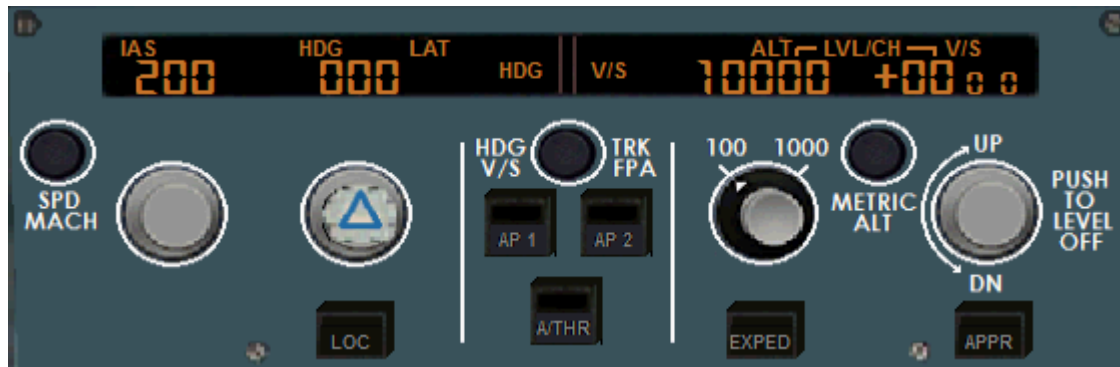 IAS HDG LAT ALT LVL/CH V/S
200 000 HDG V/S 10000 +0000
HDG V/S
TRK FPA
100 1000
UP
SPD MACH
METRIC ALT
PUSH TO LEVEL OFF
AP 1 AP 2
DN
LOC A/THR EXPED APPR